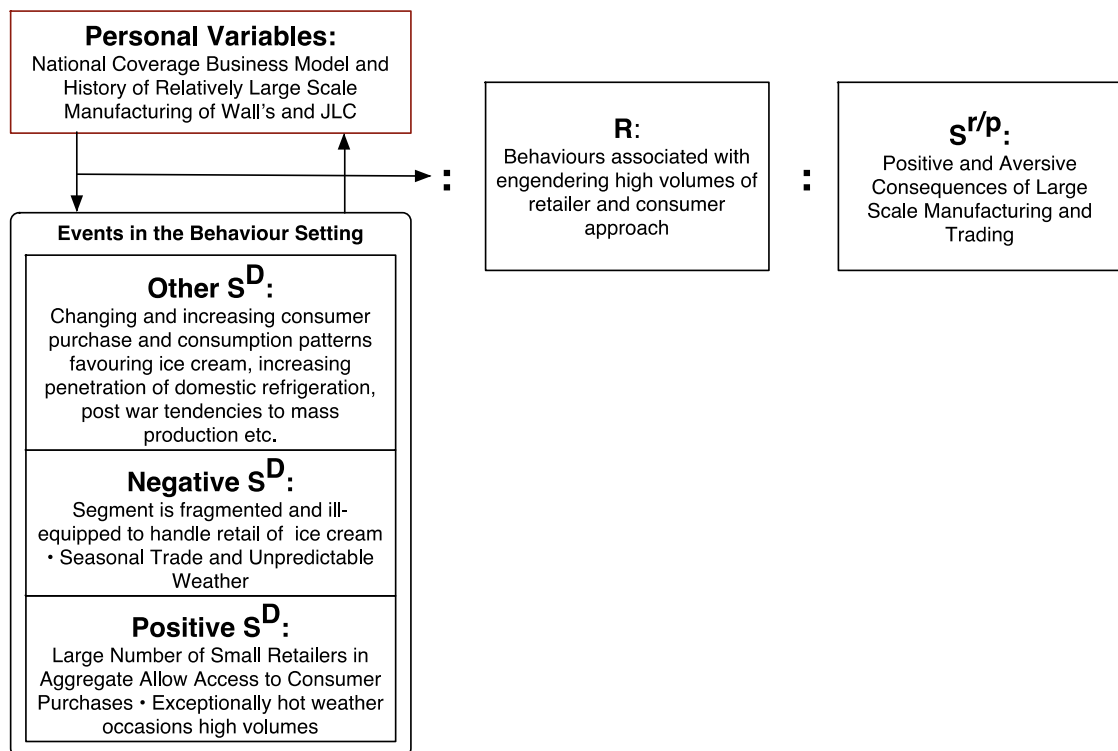 Personal Variables:
National Coverage Business Model and
History of Relatively Large Scale
Manufacturing of Wall's and JLC
Events in the Behaviour Setting
Other S^D:
Changing and increasing consumer
purchase and consumption patterns
favouring ice cream, increasing
penetration of domestic refrigeration,
post war tendencies to mass
production etc.
Negative S^D:
Segment is fragmented and ill-
equipped to handle retail of ice cream
• Seasonal Trade and Unpredictable
Weather
Positive S^D:
Large Number of Small Retailers in
Aggregate Allow Access to Consumer
Purchases • Exceptionally hot weather
occasions high volumes
:
R:
Behaviours associated with
engendering high volumes of
retailer and consumer
approach
:
S^r/p:
Positive and Aversive
Consequences of Large
Scale Manufacturing and
Trading